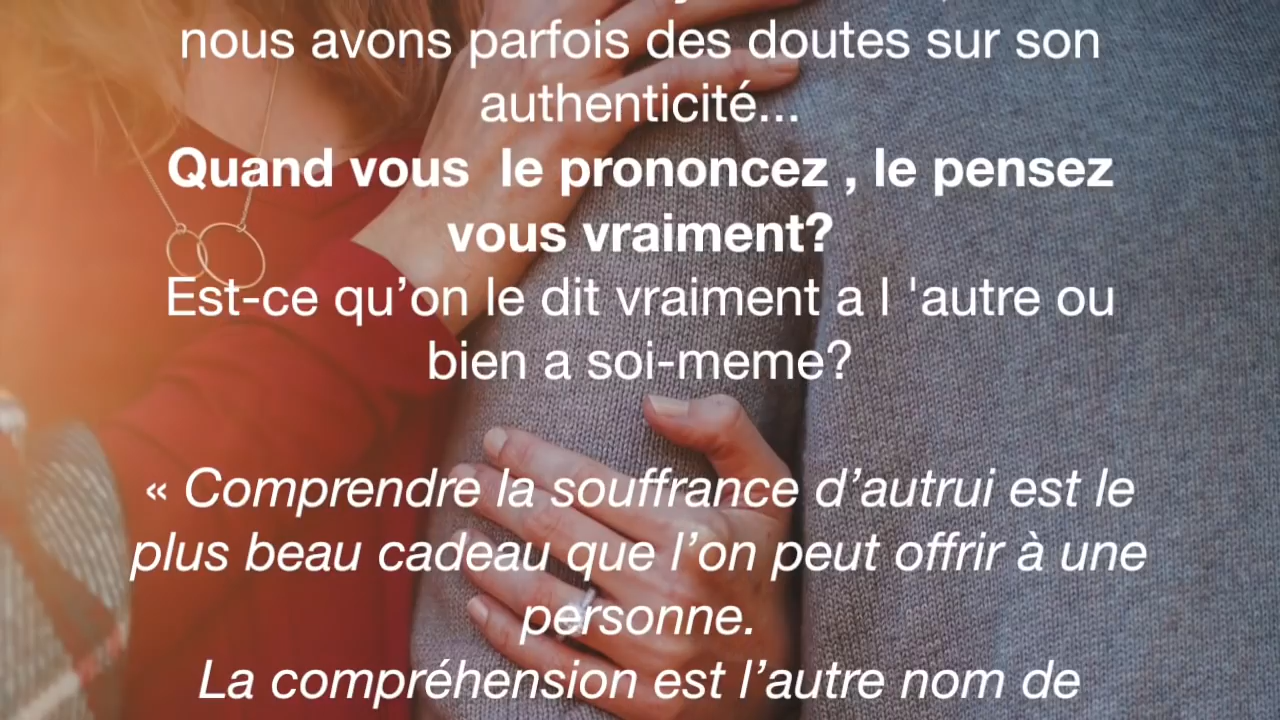 nous avons parfois des doutes sur son
authenticité...
Quand vous  le prononcez , le pensez
vous vraiment?
Est-ce qu’on le dit vraiment a l 'autre ou
bien a soi-meme?
« Comprendre la souffrance d’autrui est le
plus beau cadeau que l’on peut offrir à une
personne.
La compréhension est l’autre nom de